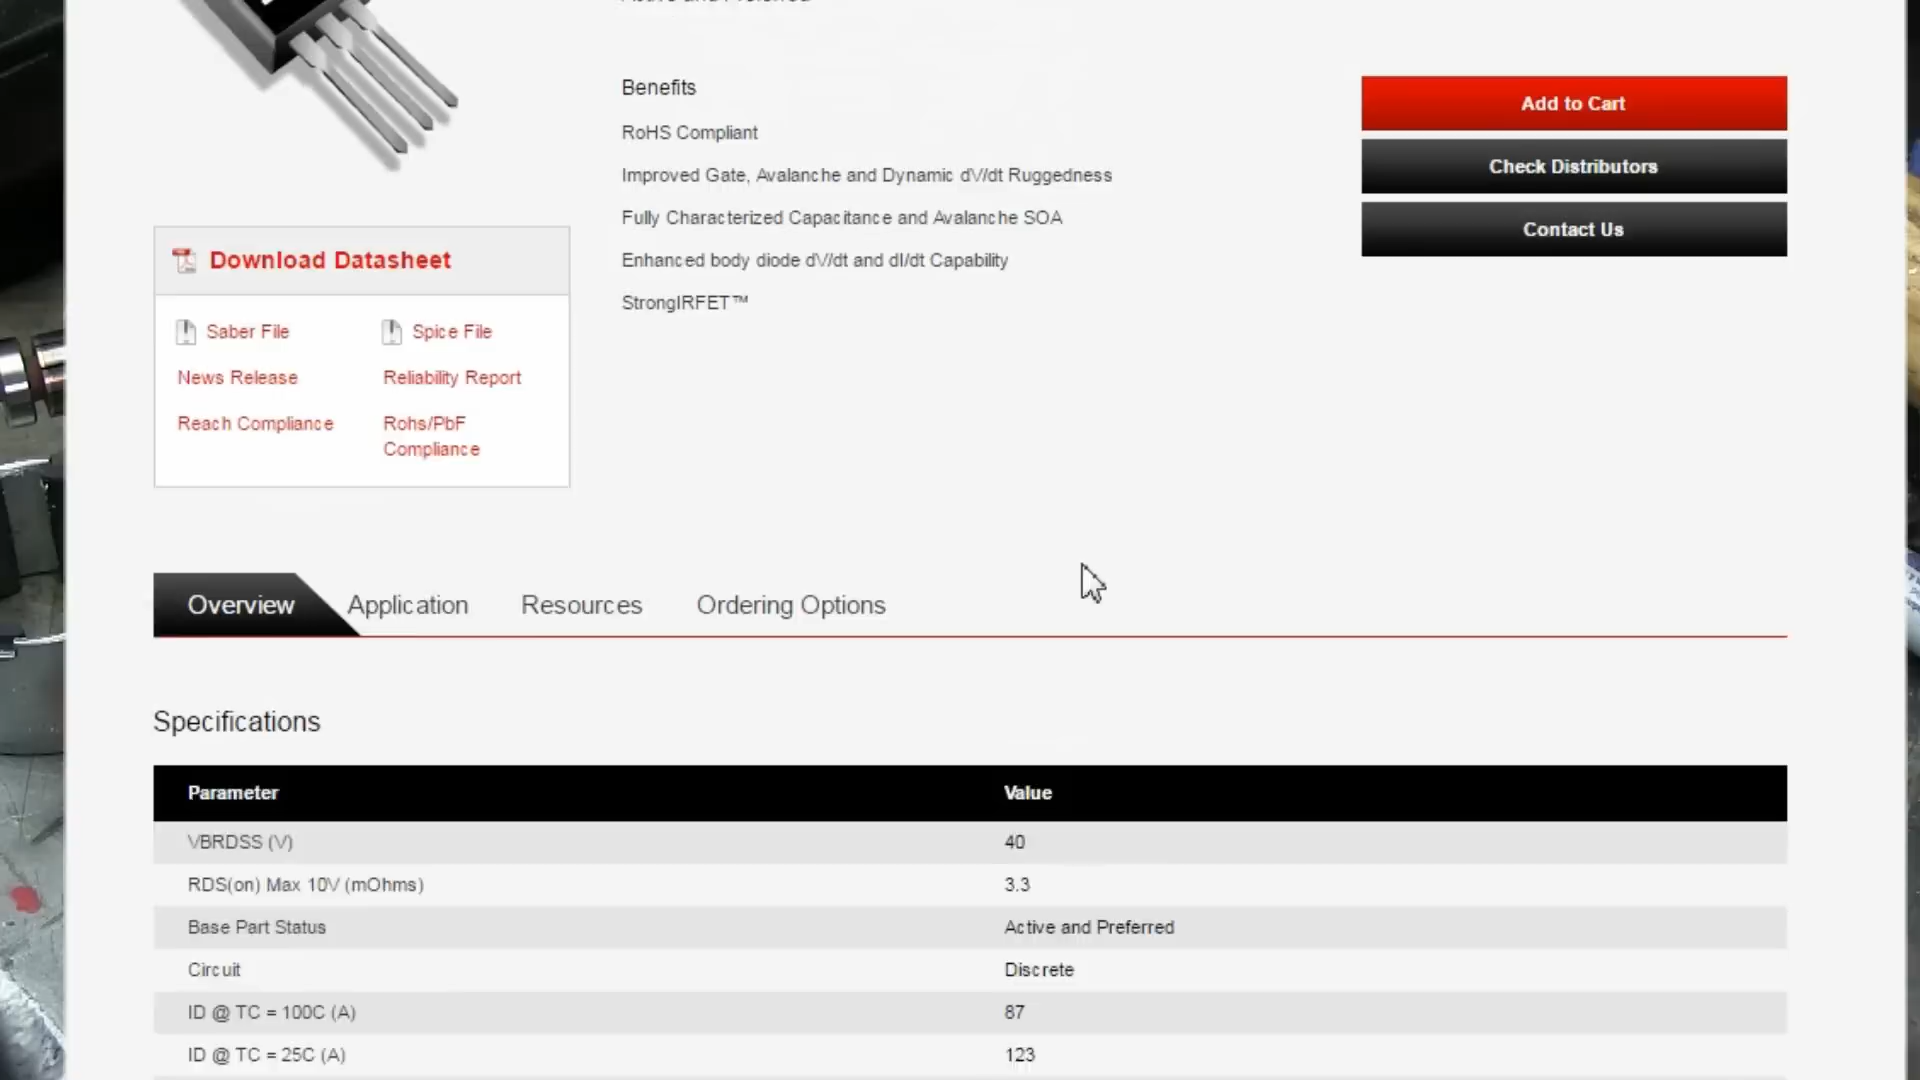 Active and Preferred
Benefits
RoHS Compliant
Improved Gate, Avalanche and Dynamic dV/dt Ruggedness
Fully Characterized Capacitance and Avalanche SOA
Enhanced body diode dV/dt and dI/dt Capability
StrongIRFET™
Add to Cart
Check Distributors
Contact Us
Download Datasheet
Saber File
Spice File
News Release
Reliability Report
Reach Compliance
Rohs/PbF
Compliance
Overview Application Resources Ordering Options
Specifications
Parameter Value
VBRDSS (V) 40
RDS(on) Max 10V (mOhms) 3.3
Base Part Status Active and Preferred
Circuit Discrete
ID @ TC = 100C (A) 87
ID @ TC = 25C (A) 123